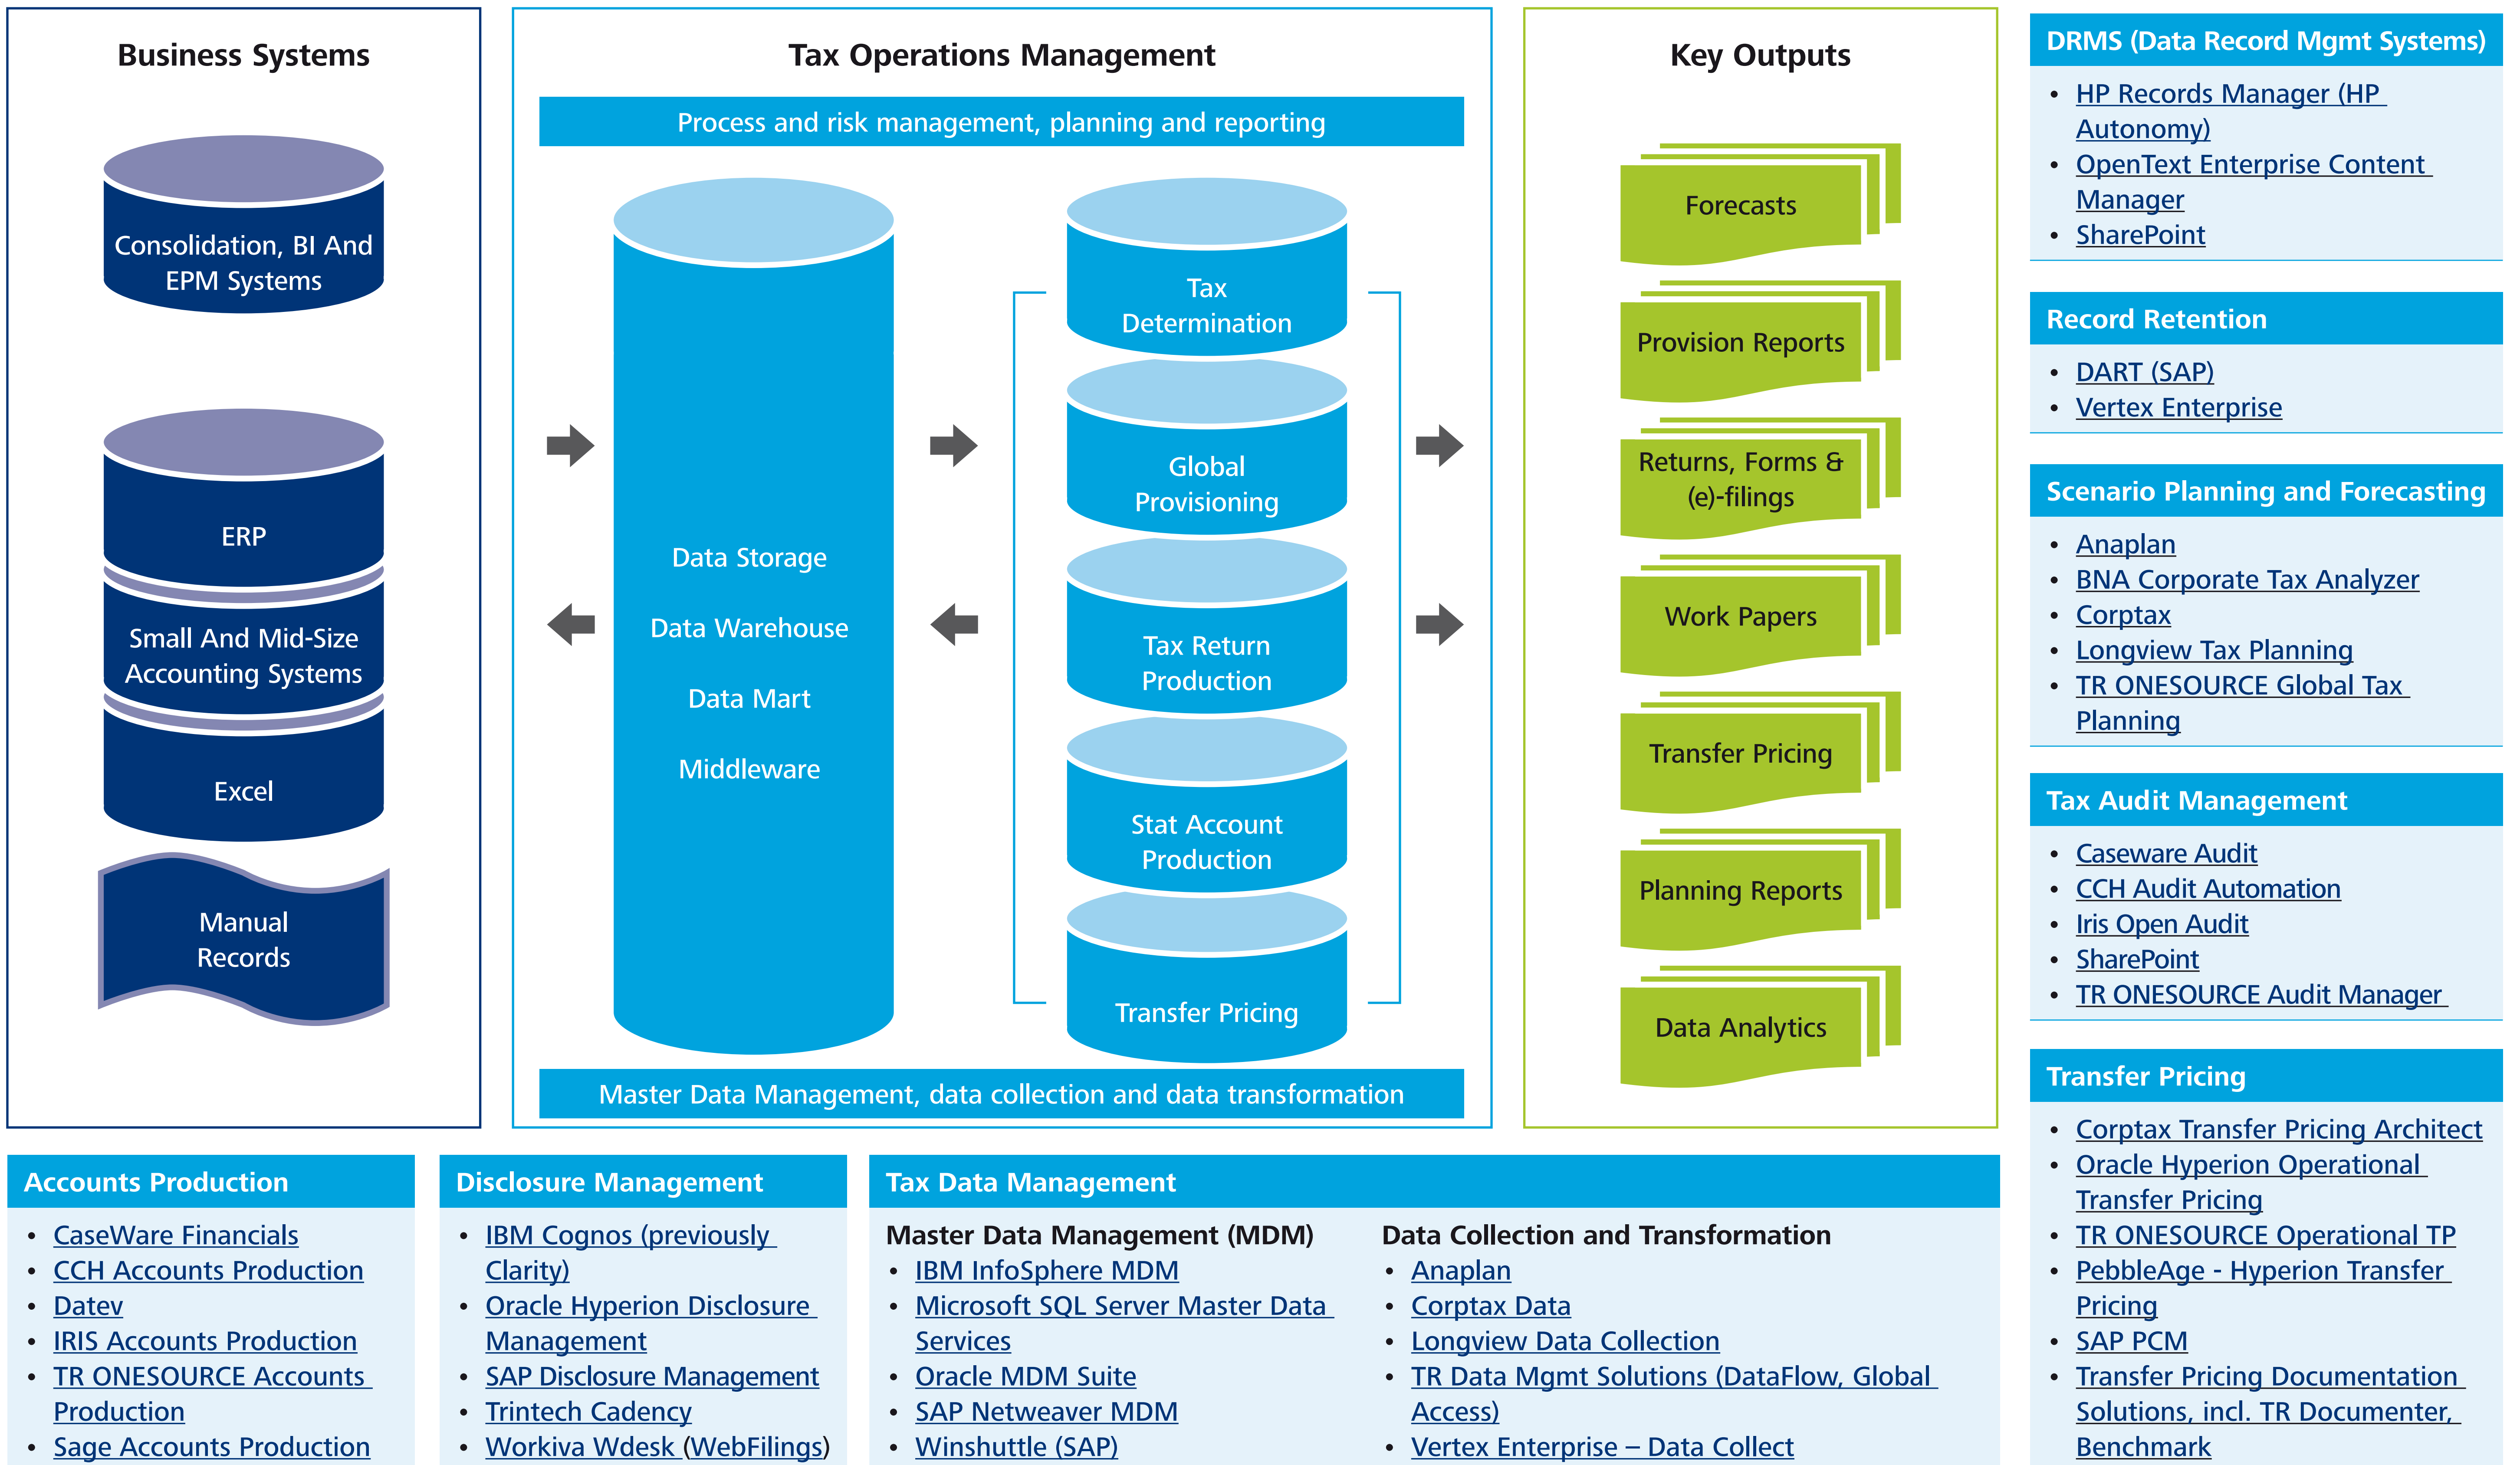 Business Systems
Consolidation, BI And
EPM Systems
ERP
Small And Mid-Size
Accounting Systems
Excel
Manual
Records
Tax Operations Management
Process and risk management, planning and reporting
Data Storage
Data Warehouse
Data Mart
Middleware
Tax
Determination
Global
Provisioning
Tax Return
Production
Stat Account
Production
Transfer Pricing
Master Data Management, data collection and data transformation
Key Outputs
Forecasts
Provision Reports
Returns, Forms &
(e)-filings
Work Papers
Transfer Pricing
Planning Reports
Data Analytics
DRMS (Data Record Mgmt Systems)
• HP Records Manager (HP
Autonomy)
• OpenText Enterprise Content
Manager
• SharePoint
Record Retention
• DART (SAP)
• Vertex Enterprise
Scenario Planning and Forecasting
• Anaplan
• BNA Corporate Tax Analyzer
• Corptax
• Longview Tax Planning
• TR ONESOURCE Global Tax
Planning
Tax Audit Management
• Caseware Audit
• CCH Audit Automation
• Iris Open Audit
• SharePoint
• TR ONESOURCE Audit Manager
Transfer Pricing
• Corptax Transfer Pricing Architect
• Oracle Hyperion Operational
Transfer Pricing
• TR ONESOURCE Operational TP
• PebbleAge - Hyperion Transfer
Pricing
• SAP PCM
• Transfer Pricing Documentation
Solutions, incl. TR Documenter,
Benchmark
Accounts Production
• CaseWare Financials
• CCH Accounts Production
• Datev
• IRIS Accounts Production
• TR ONESOURCE Accounts
Production
• Sage Accounts Production
Disclosure Management
• IBM Cognos (previously
Clarity)
• Oracle Hyperion Disclosure
Management
• SAP Disclosure Management
• Trintech Cadency
• Workiva Wdesk (WebFilings)
Tax Data Management
Master Data Management (MDM)
• IBM InfoSphere MDM
• Microsoft SQL Server Master Data
Services
• Oracle MDM Suite
• SAP Netweaver MDM
• Winshuttle (SAP)
Data Collection and Transformation
• Anaplan
• Corptax Data
• Longview Data Collection
• TR Data Mgmt Solutions (DataFlow, Global
Access)
• Vertex Enterprise – Data Collect